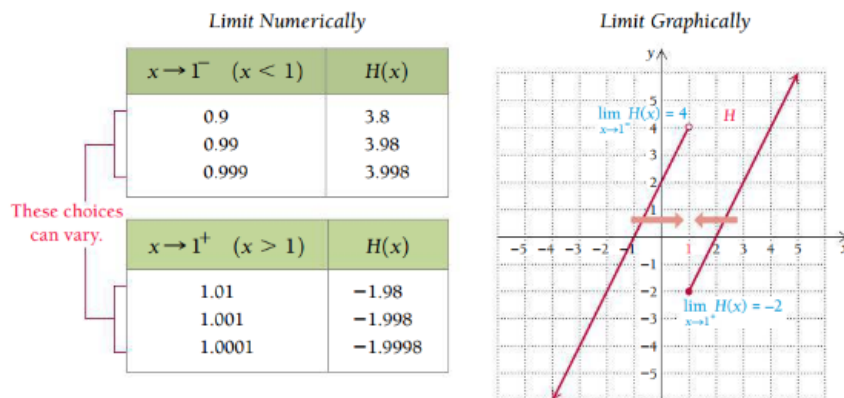 Limit Numerically
x → 1⁻ (x < 1) H(x)
0.9 3.8
0.99 3.98
0.999 3.998
These choices
can vary.
x → 1⁺ (x > 1) H(x)
1.01 −1.98
1.001 −1.998
1.0001 −1.9998
Limit Graphically
y
5
lim H(x) = 4 H
x→1⁻
4
3
2
1
−5 −4 −3 −2 −1 1 2 3 4 5 x
−1
−2
lim H(x) = −2
x→1⁺
−3
−4
−5